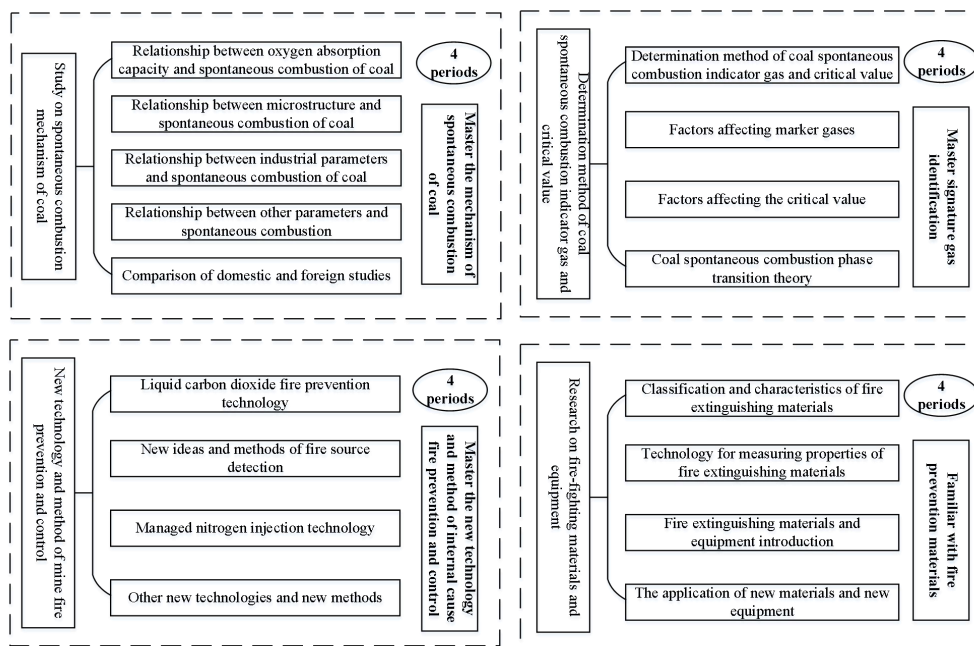 Study on spontaneous combustion
mechanism of coal
Relationship between oxygen absorption
capacity and spontaneous combustion of coal
Relationship between microstructure and
spontaneous combustion of coal
Relationship between industrial parameters
and spontaneous combustion of coal
Relationship between other parameters and
spontaneous combustion
Comparison of domestic and foreign studies
4
periods
Master the mechanism of
spontaneous combustion
of coal
Determination method of coal
spontaneous combustion indicator gas and
critical value
Determination method of coal spontaneous
combustion indicator gas and critical value
Factors affecting marker gases
Factors affecting the critical value
Coal spontaneous combustion phase
transition theory
4
periods
Master signature gas
identification
New technology and method of mine fire
prevention and control
Liquid carbon dioxide fire prevention
technology
New ideas and methods of fire source
detection
Managed nitrogen injection technology
Other new technologies and new methods
4
periods
Master the new technology
and method of internal cause
fire prevention and control
Research on fire-fighting materials and
equipment
Classification and characteristics of fire
extinguishing materials
Technology for measuring properties of
fire extinguishing materials
Fire extinguishing materials and
equipment introduction
The application of new materials and new
equipment
4
periods
Familiar with fire
prevention materials